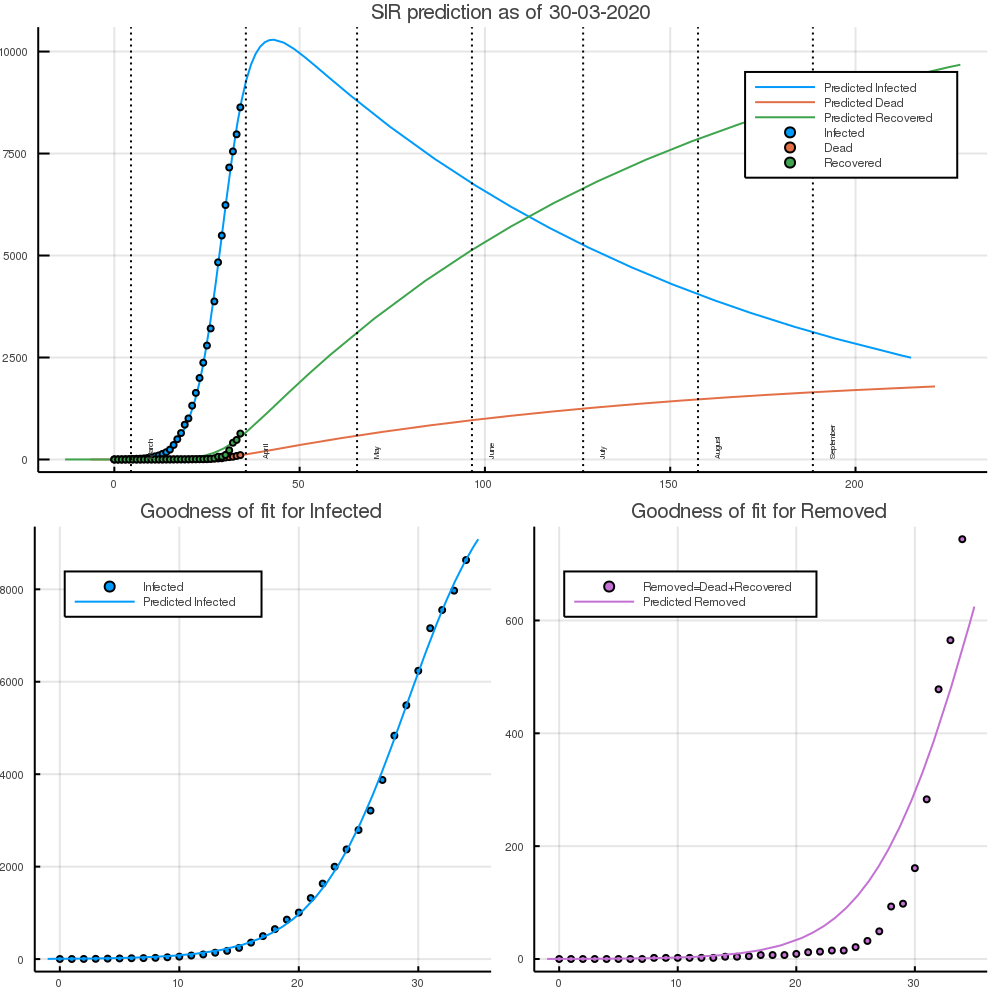 SIR prediction as of 30-03-2020
10000
7500
5000
2500
0
Predicted Infected
Predicted Dead
Predicted Recovered
Infected
Dead
Recovered
April
May
June
July
August
September
0 50 100 150 200
Goodness of fit for Infected
8000
6000
4000
2000
0
Infected
Predicted Infected
0 10 20 30
Goodness of fit for Removed
600
400
200
0
Removed=Dead+Recovered
Predicted Removed
0 10 20 30